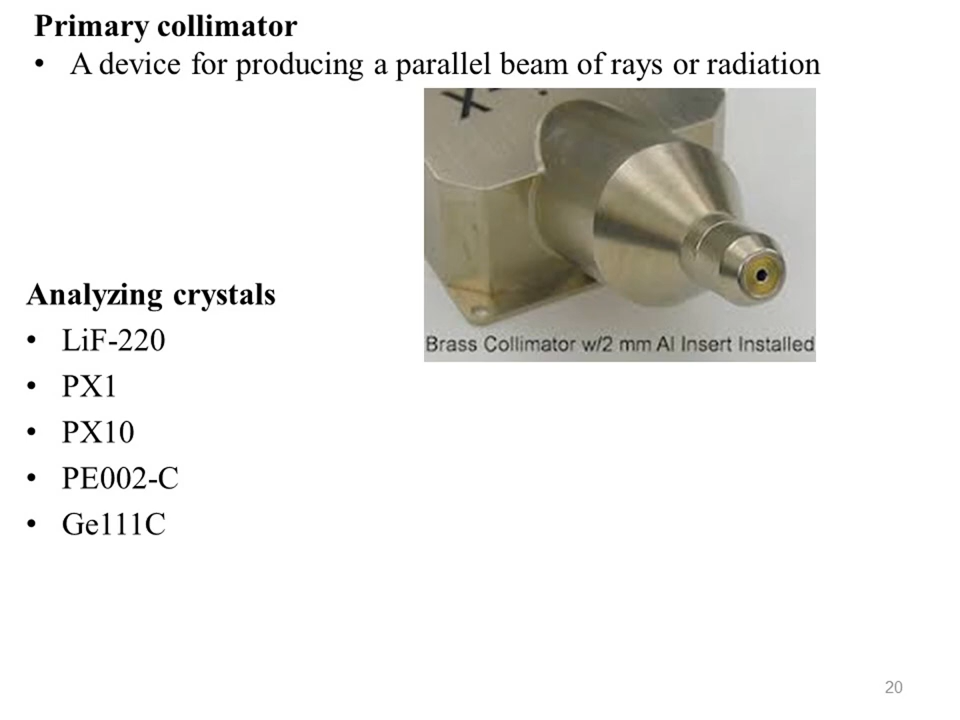 Primary collimator
• A device for producing a parallel beam of rays or radiation
Brass Collimator w/2 mm Al Insert Installed
Analyzing crystals
• LiF-220
• PX1
• PX10
• PE002-C
• Ge111C
20